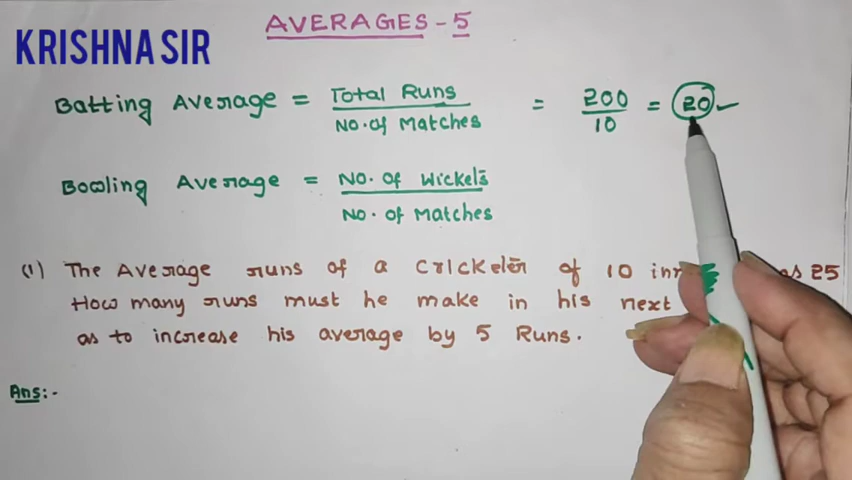 AVERAGES - 5
KRISHNA SIR
Batting Average = Total Runs / No. of Matches = 200 / 10 = 20 ✓
Bowling Average = No. of Wickets / No. of Matches
(1) The Average runs of a Cricketer of 10 25
How many runs must he make in his next
as to increase his average by 5 Runs.
Ans:-